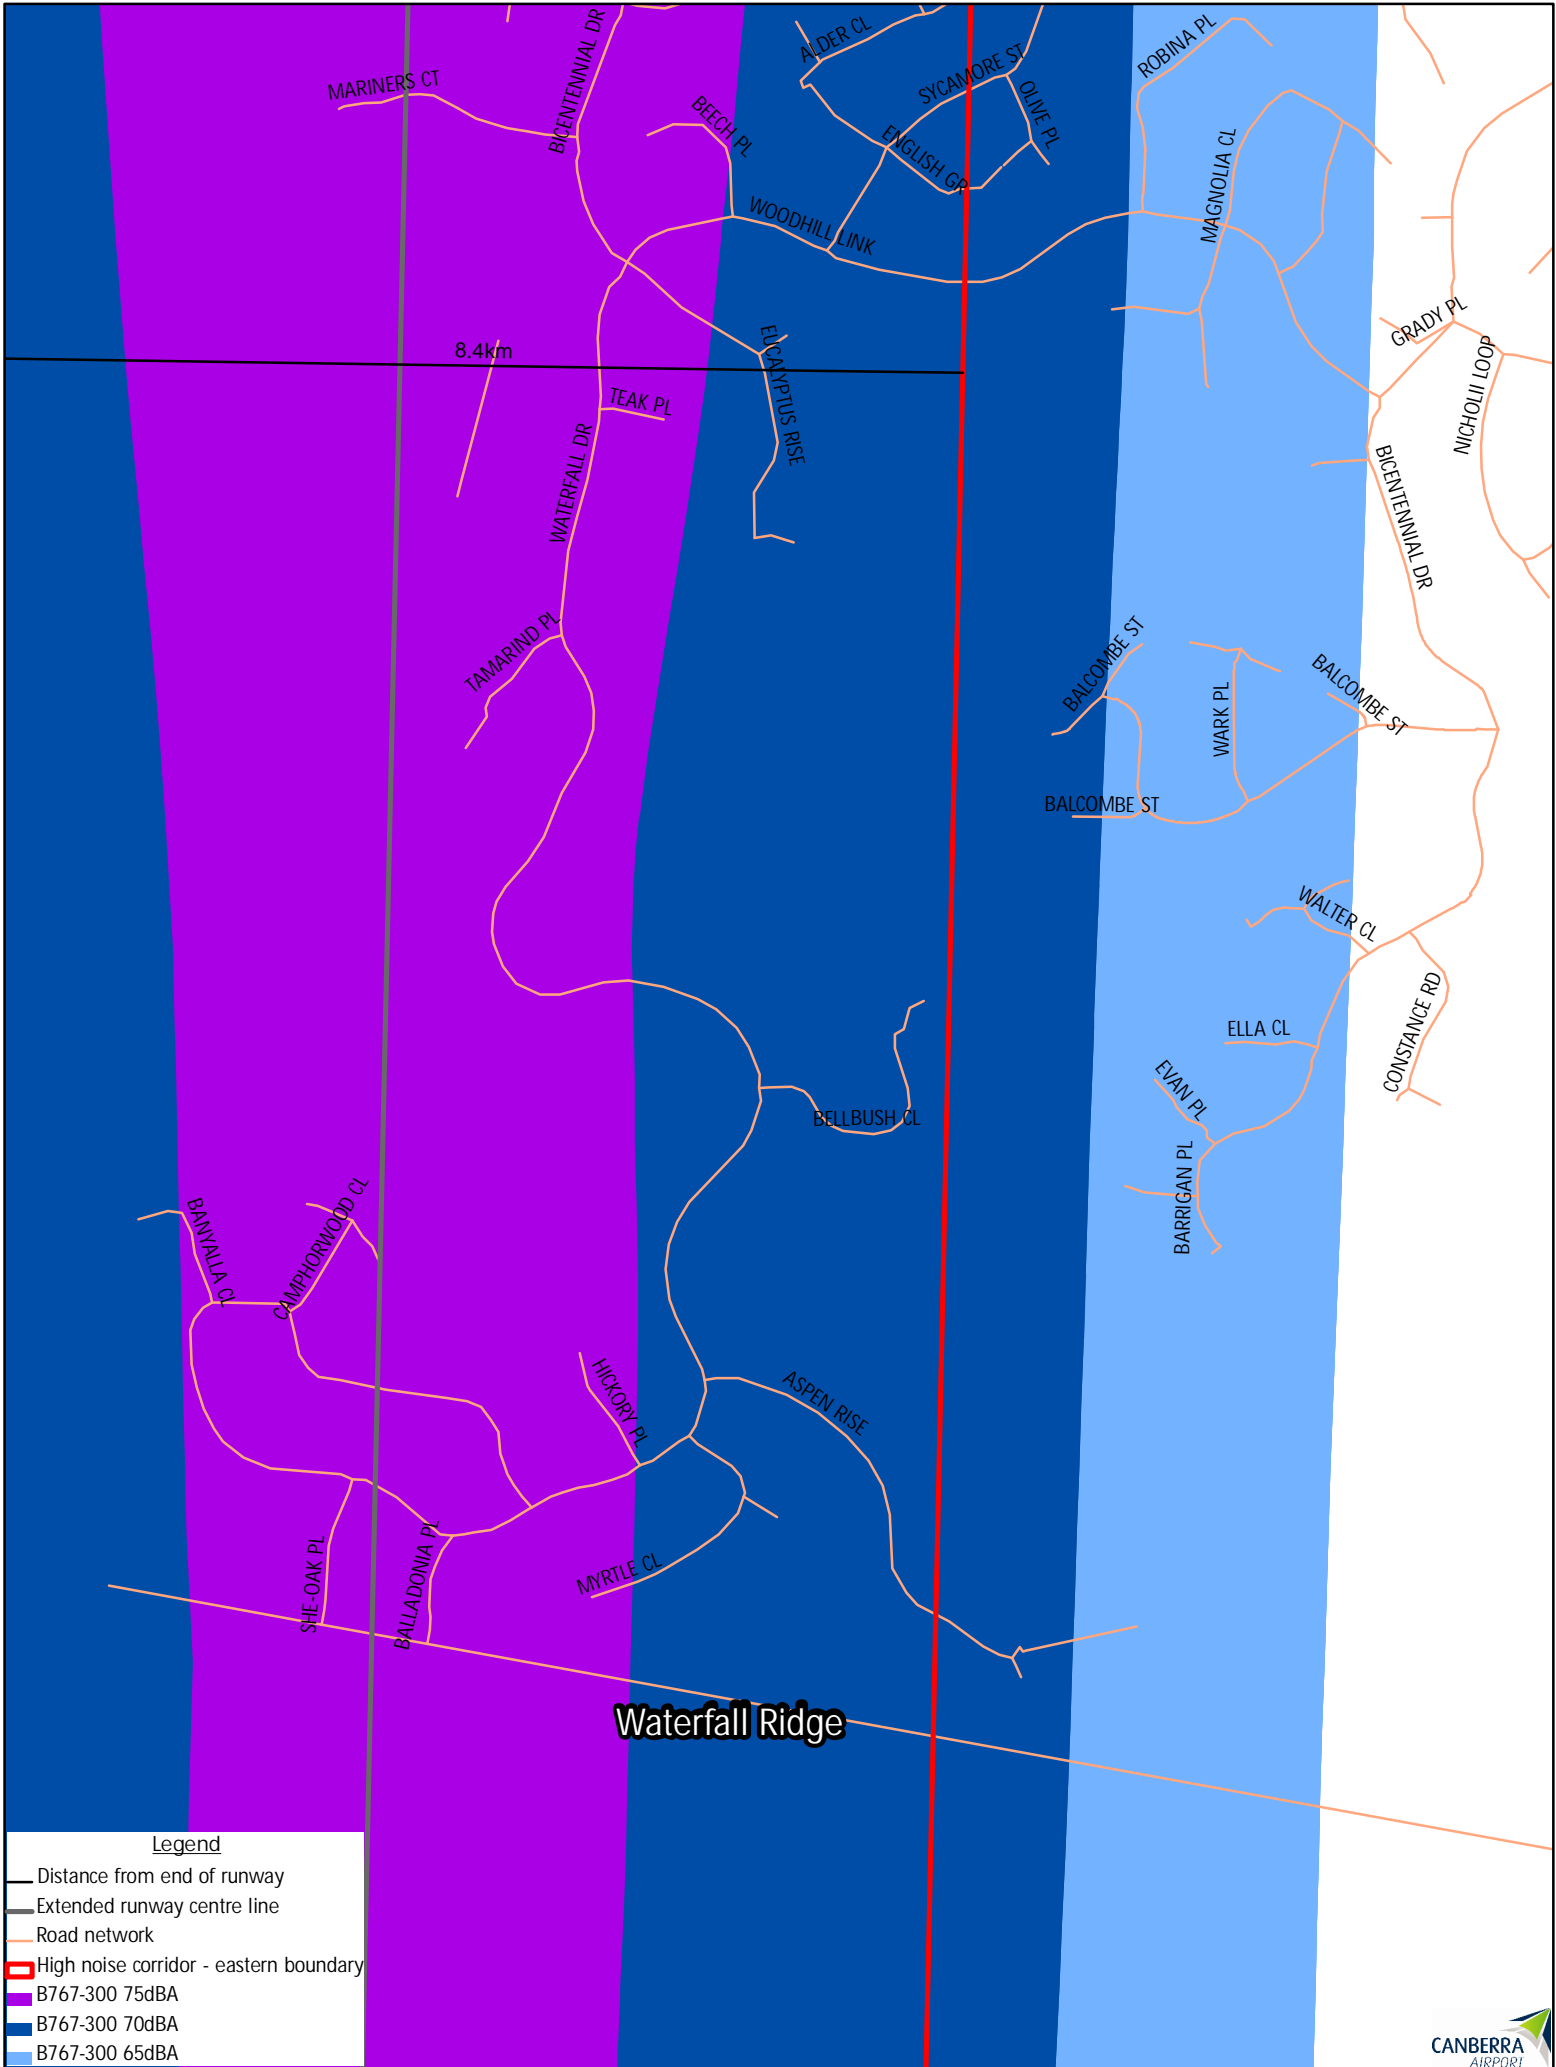 ALDER CL
BICENTENNIAL DR
MARINERS CT
SYCAMORE ST
ROBINA PL
OLIVE PL
BEECH PL
ENGLISH GR
MAGNOLIA CL
WOODHILL LINK
GRADY PL
8.4km
EUCALYPTUS RISE
NICHOLII LOOP
TEAK PL
WATERFALL DR
BICENTENNIAL DR
TAMARIND PL
BALCOMBE ST
WARK PL
BALCOMBE ST
BALCOMBE ST
WALTER CL
CONSTANCE RD
ELLA CL
EVAN PL
BELLBUSH CL
BARRIGAN PL
BANYALLA CL
CAMPHORWOOD CL
HICKORY PL
ASPEN RISE
SHE-OAK PL
BALLADONIA PL
MYRTLE CL
Waterfall Ridge
Legend
Distance from end of runway
Extended runway centre line
Road network
High noise corridor - eastern boundary
B767-300 75dBA
B767-300 70dBA
B767-300 65dBA
CANBERRA
AIRPORT